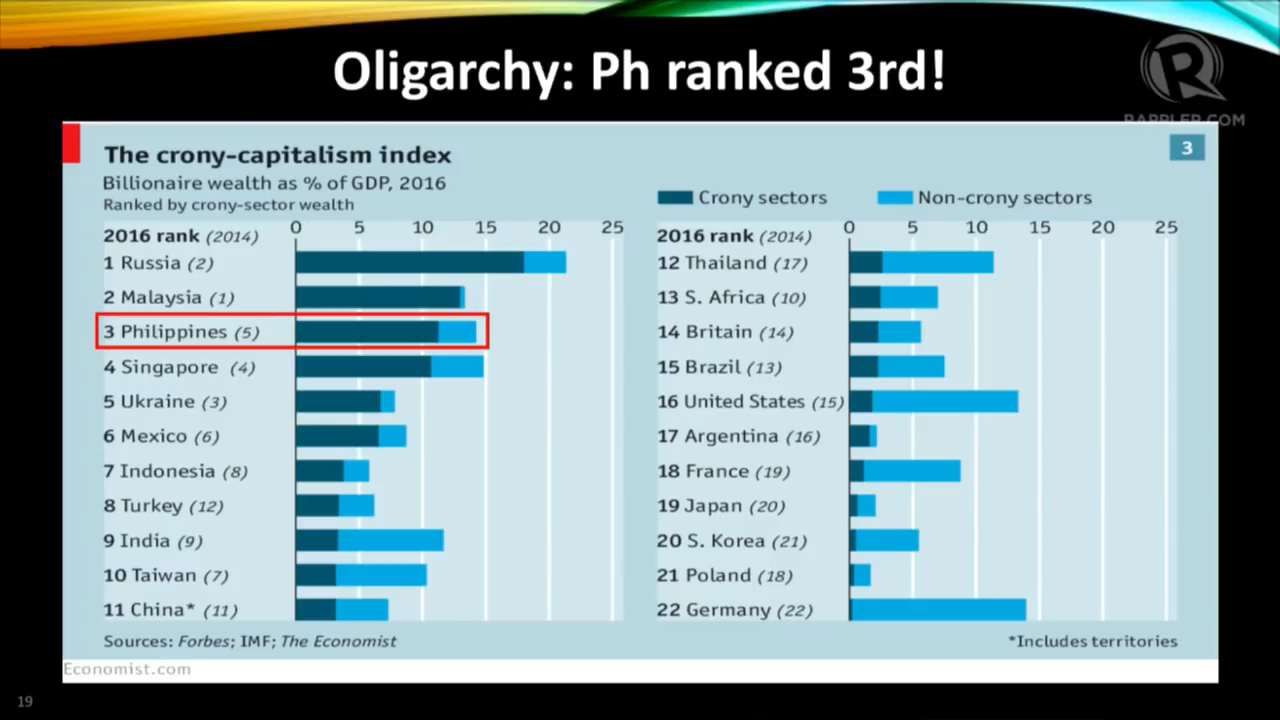 Oligarchy: Ph ranked 3rd!
RAPPLER.COM
The crony-capitalism index
3
Billionaire wealth as % of GDP, 2016
Ranked by crony-sector wealth
Crony sectors
Non-crony sectors
2016 rank (2014)
0 5 10 15 20 25
1 Russia (2)
2 Malaysia (1)
3 Philippines (5)
4 Singapore (4)
5 Ukraine (3)
6 Mexico (6)
7 Indonesia (8)
8 Turkey (12)
9 India (9)
10 Taiwan (7)
11 China* (11)
2016 rank (2014)
0 5 10 15 20 25
12 Thailand (17)
13 S. Africa (10)
14 Britain (14)
15 Brazil (13)
16 United States (15)
17 Argentina (16)
18 France (19)
19 Japan (20)
20 S. Korea (21)
21 Poland (18)
22 Germany (22)
Sources: Forbes; IMF; The Economist
*Includes territories
Economist.com
19